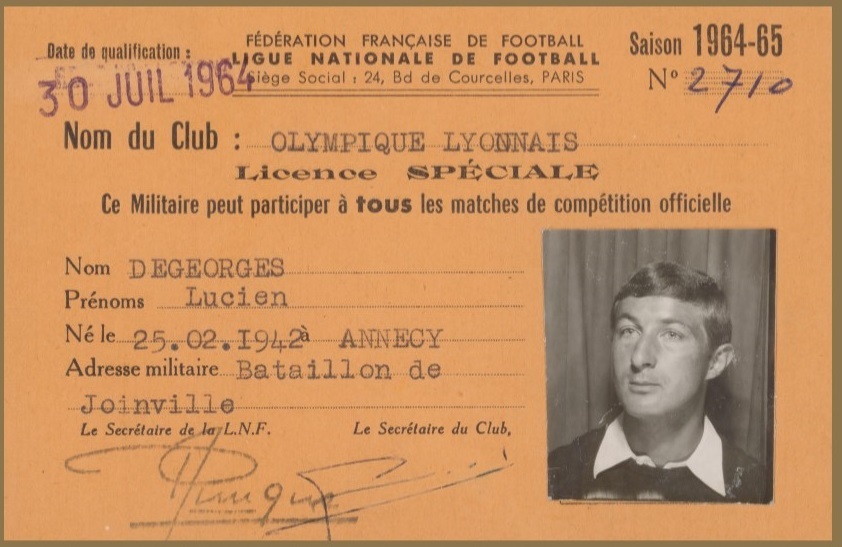 Date de qualification :
30 JUIL 1964
FÉDÉRATION FRANÇAISE DE FOOTBALL
LIGUE NATIONALE DE FOOTBALL
Siège Social : 24, Bd de Courcelles, PARIS
Saison 1964-65
N° 2710
Nom du Club : OLYMPIQUE LYONNAIS
Licence SPÉCIALE
Ce Militaire peut participer à tous les matches de compétition officielle
Nom DEGEORGES
Prénoms Lucien
Né le 25.02.1942 à ANNECY
Adresse militaire Bataillon de
Joinville
Le Secrétaire de la L.N.F. Le Secrétaire du Club,